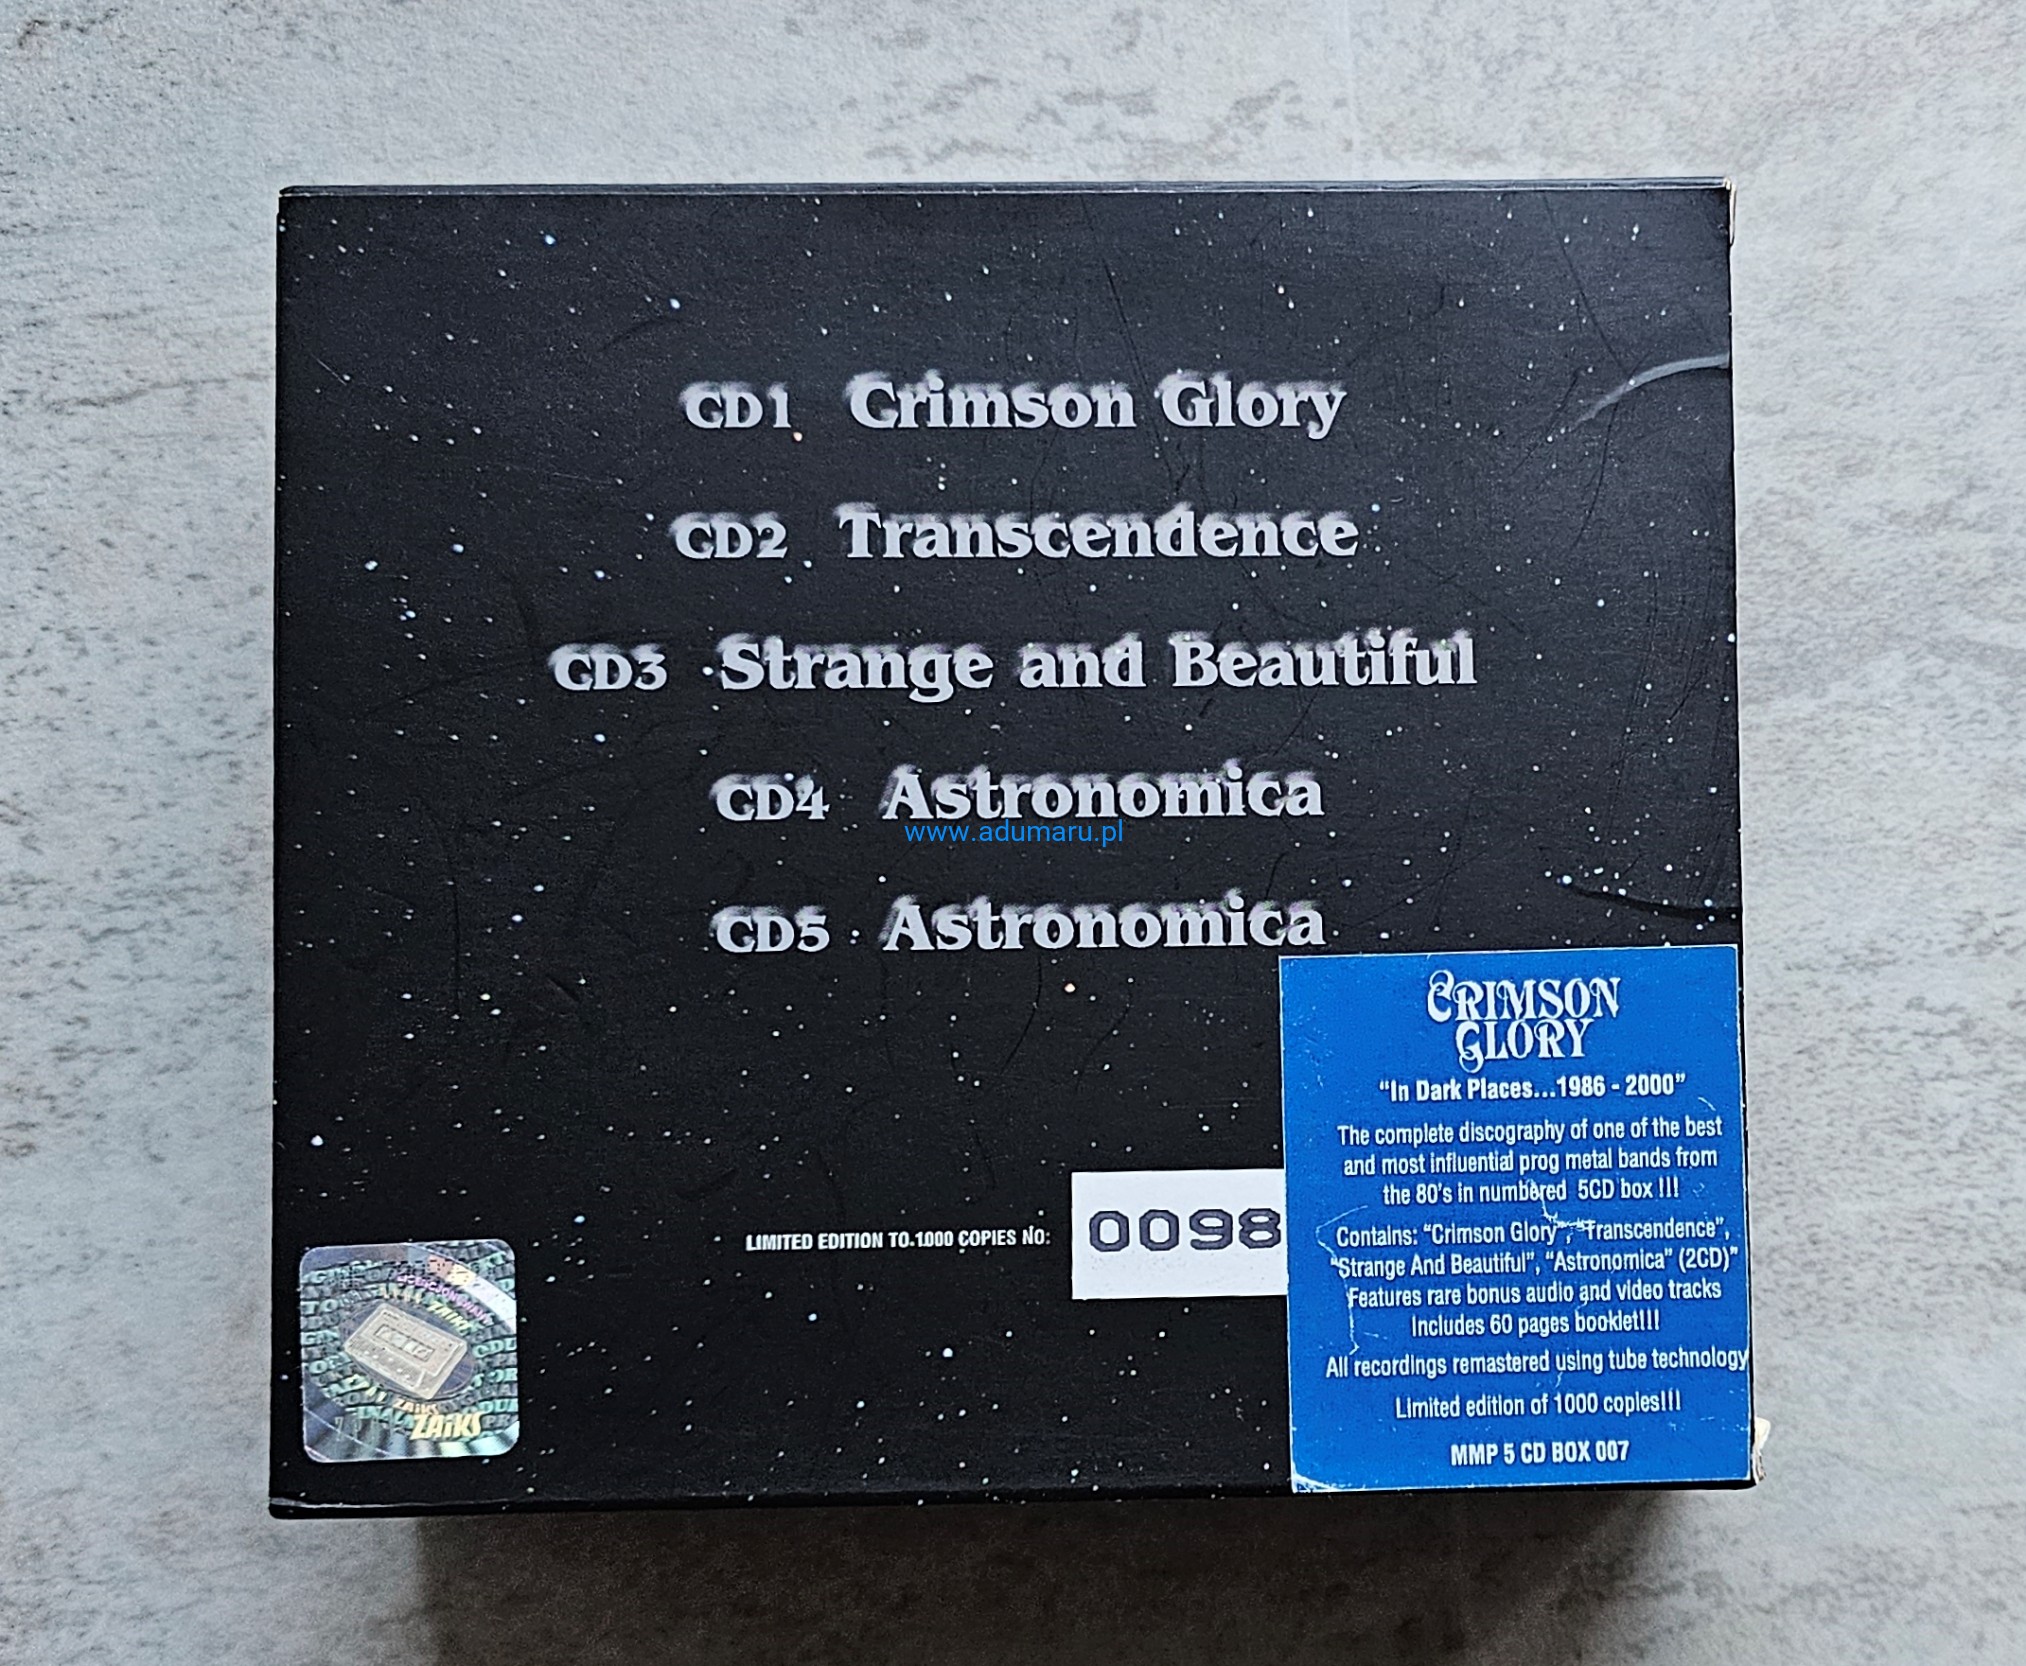 CD1 Crimson Glory
CD2 Transcendence
CD3 Strange and Beautiful
CD4 Astronomica
www.adumaru.pl
CD5 Astronomica
CRIMSON
GLORY
“In Dark Places...1986 - 2000”
The complete discography of one of the best
and most influential prog metal bands from
the 80's in numbered 5CD box !!!
Contains: “Crimson Glory”, “Transcendence”,
“Strange And Beautiful”, “Astronomica” (2CD)”
Features rare bonus audio and video tracks
Includes 60 pages booklet!!!
All recordings remastered using tube technology
Limited edition of 1000 copies!!!
MMP 5 CD BOX 007
LIMITED EDITION TO 1000 COPIES NO:
0098
ZAiKS